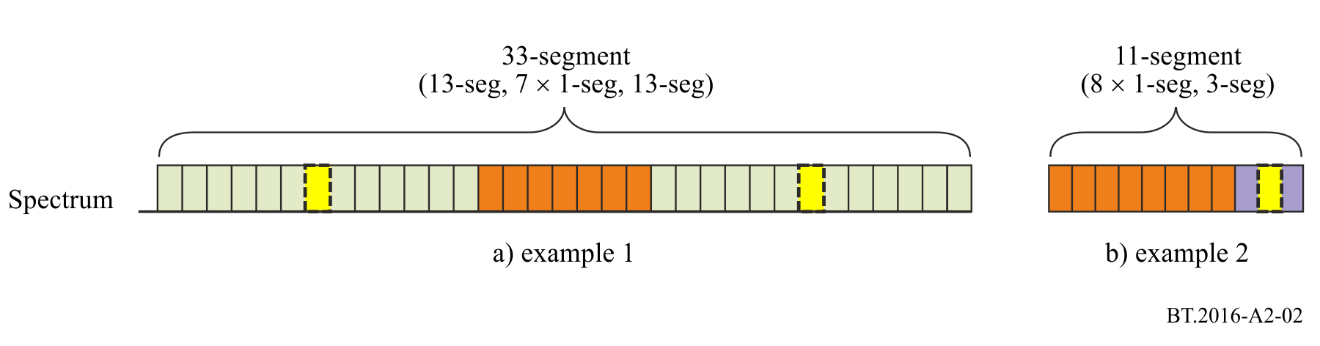 33-segment
(13-seg, 7 × 1-seg, 13-seg)
11-segment
(8 × 1-seg, 3-seg)
Spectrum
a) example 1
b) example 2
BT.2016-A2-02